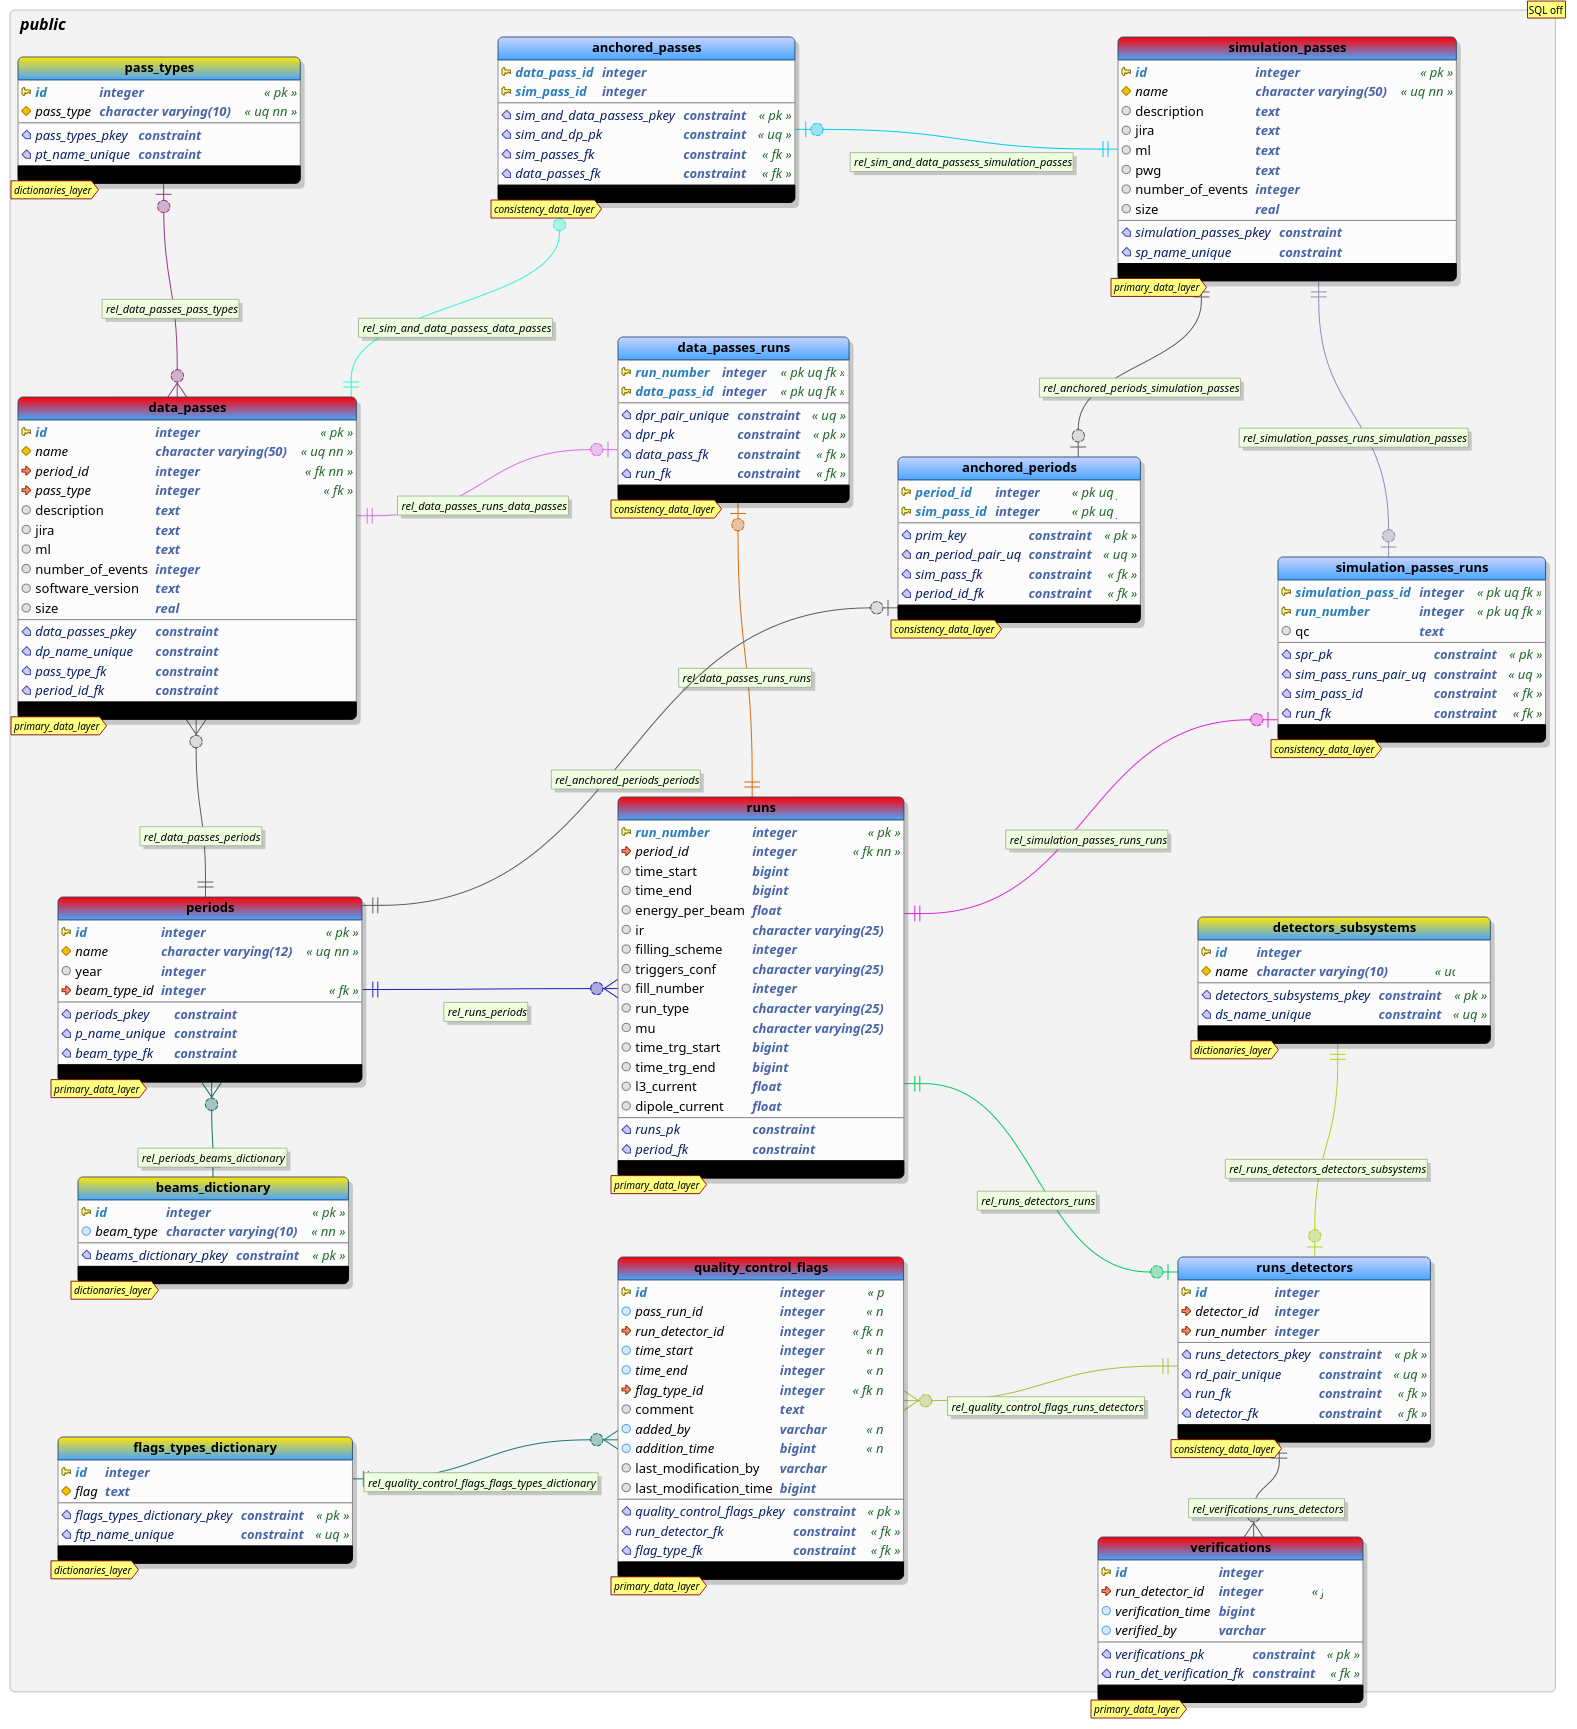 public
SQL off
pass_types
id integer « pk »
pass_type character varying(10) « uq nn »
pass_types_pkey constraint
pt_name_unique constraint
dictionaries_layer
anchored_passes
data_pass_id integer
sim_pass_id integer
sim_and_data_passess_pkey constraint « pk »
sim_and_dp_pk constraint « uq »
sim_passes_fk constraint « fk »
data_passes_fk constraint « fk »
consistency_data_layer
simulation_passes
id integer « pk »
name character varying(50) « uq nn »
description text
jira text
ml text
pwg text
number_of_events integer
size real
simulation_passes_pkey constraint
sp_name_unique constraint
primary_data_layer
rel_sim_and_data_passess_simulation_passes
rel_data_passes_pass_types
rel_sim_and_data_passess_data_passes
data_passes_runs
run_number integer « pk uq fk »
data_pass_id integer « pk uq fk »
dpr_pair_unique constraint « uq »
dpr_pk constraint « pk »
data_pass_fk constraint « fk »
run_fk constraint « fk »
consistency_data_layer
rel_anchored_periods_simulation_passes
rel_simulation_passes_runs_simulation_passes
data_passes
id integer « pk »
name character varying(50) « uq nn »
period_id integer « fk nn »
pass_type integer « fk »
description text
jira text
ml text
number_of_events integer
software_version text
size real
data_passes_pkey constraint
dp_name_unique constraint
pass_type_fk constraint
period_id_fk constraint
primary_data_layer
rel_data_passes_runs_data_passes
anchored_periods
period_id integer « pk uq
sim_pass_id integer « pk uq
prim_key constraint « pk »
an_period_pair_uq constraint « uq »
sim_pass_fk constraint « fk »
period_id_fk constraint « fk »
consistency_data_layer
simulation_passes_runs
simulation_pass_id integer « pk uq fk »
run_number integer « pk uq fk »
qc text
spr_pk constraint « pk »
sim_pass_runs_pair_uq constraint « uq »
sim_pass_id constraint « fk »
run_fk constraint « fk »
consistency_data_layer
rel_data_passes_runs_runs
rel_anchored_periods_periods
rel_data_passes_periods
rel_simulation_passes_runs_runs
runs
run_number integer « pk »
period_id integer « fk nn »
time_start bigint
time_end bigint
energy_per_beam float
ir character varying(25)
filling_scheme integer
triggers_conf character varying(25)
fill_number integer
run_type character varying(25)
mu character varying(25)
time_trg_start bigint
time_trg_end bigint
l3_current float
dipole_current float
runs_pk constraint
period_fk constraint
primary_data_layer
periods
id integer « pk »
name character varying(12) « uq nn »
year integer
beam_type_id integer « fk »
periods_pkey constraint
p_name_unique constraint
beam_type_fk constraint
primary_data_layer
rel_runs_periods
detectors_subsystems
id integer
name character varying(10) « uq
detectors_subsystems_pkey constraint « pk »
ds_name_unique constraint « uq »
dictionaries_layer
rel_periods_beams_dictionary
rel_runs_detectors_detectors_subsystems
rel_runs_detectors_runs
beams_dictionary
id integer « pk »
beam_type character varying(10) « nn »
beams_dictionary_pkey constraint « pk »
dictionaries_layer
quality_control_flags
id integer « p
pass_run_id integer « n
run_detector_id integer « fk n
time_start integer « n
time_end integer « n
flag_type_id integer « fk n
comment text
added_by varchar « n
addition_time bigint « n
last_modification_by varchar
last_modification_time bigint
quality_control_flags_pkey constraint « pk »
run_detector_fk constraint « fk »
flag_type_fk constraint « fk »
primary_data_layer
runs_detectors
id integer
detector_id integer
run_number integer
runs_detectors_pkey constraint « pk »
rd_pair_unique constraint « uq »
run_fk constraint « fk »
detector_fk constraint « fk »
consistency_data_layer
rel_quality_control_flags_runs_detectors
flags_types_dictionary
id integer
flag text
flags_types_dictionary_pkey constraint « pk »
ftp_name_unique constraint « uq »
dictionaries_layer
rel_quality_control_flags_flags_types_dictionary
rel_verifications_runs_detectors
verifications
id integer
run_detector_id integer «
verification_time bigint
verified_by varchar
verifications_pk constraint « pk »
run_det_verification_fk constraint « fk »
primary_data_layer